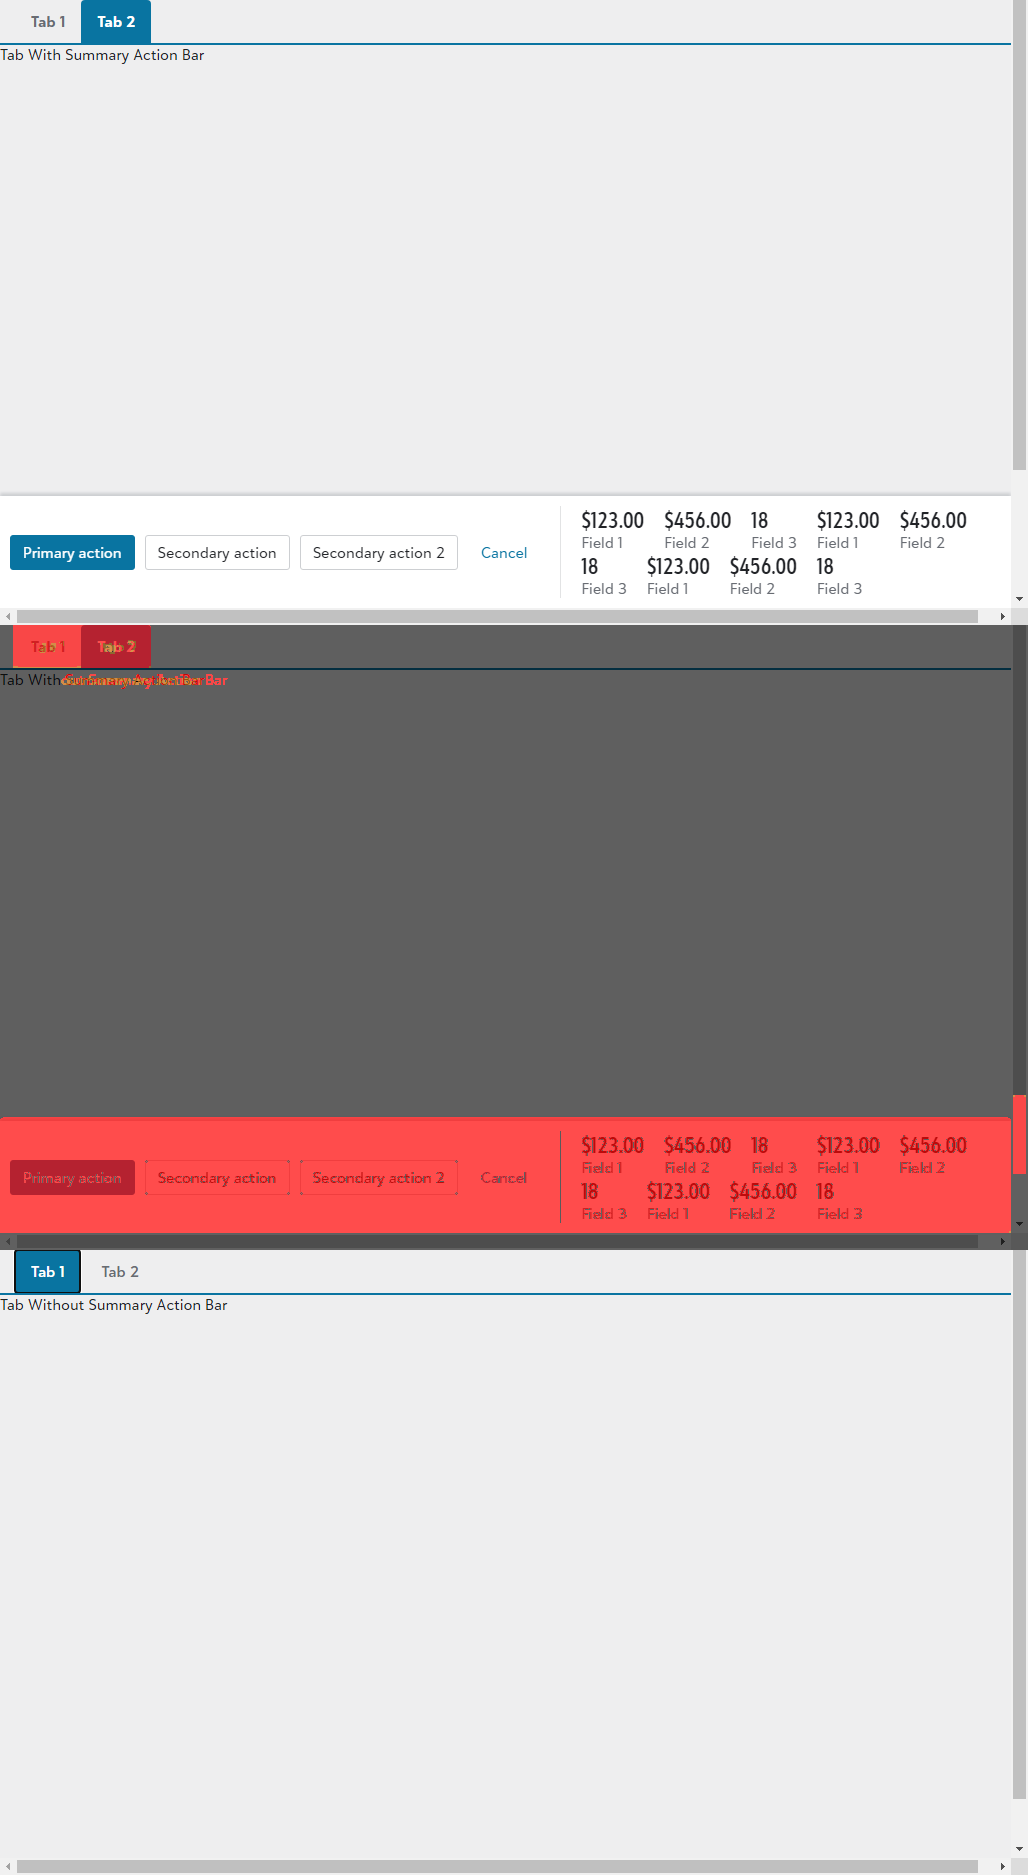 Tab 1 Tab 2
Tab With Summary Action Bar
Primary action Secondary action Secondary action 2 Cancel
$123.00 $456.00 18 $123.00 $456.00
Field 1 Field 2 Field 3 Field 1 Field 2
18 $123.00 $456.00 18
Field 3 Field 1 Field 2 Field 3
Tab 1 Tab 2
Tab With Summary Action Bar
Primary action Secondary action Secondary action 2 Cancel
$123.00 $456.00 18 $123.00 $456.00
Field 1 Field 2 Field 3 Field 1 Field 2
18 $123.00 $456.00 18
Field 3 Field 1 Field 2 Field 3
Tab 1 Tab 2
Tab Without Summary Action Bar